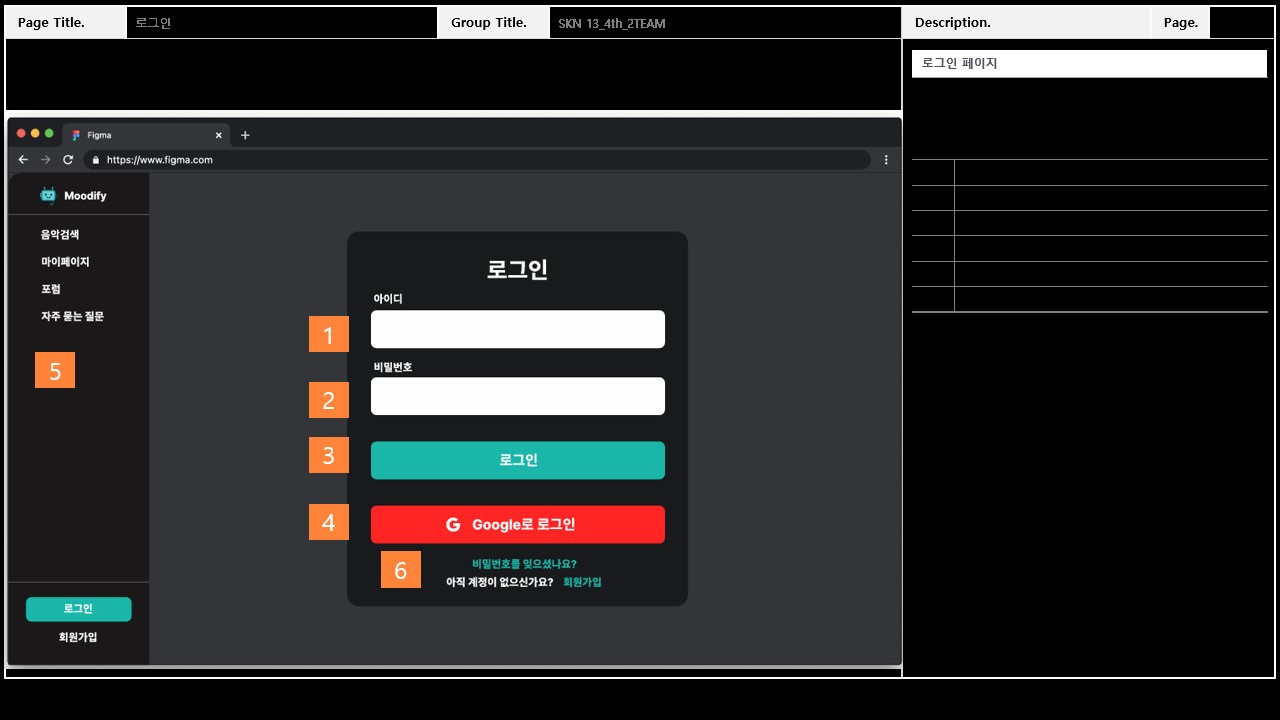 Page Title.
로그인
Group Title.
SKN 13_4th_2TEAM
Description.
Page.
로그인 페이지
Figma
https://www.figma.com
Moodify
음악검색
마이페이지
포럼
자주 묻는 질문
5
로그인
아이디
1
비밀번호
2
3
로그인
4
G Google로 로그인
6
비밀번호를 잊으셨나요?
아직 계정이 없으신가요? 회원가입
로그인
회원가입